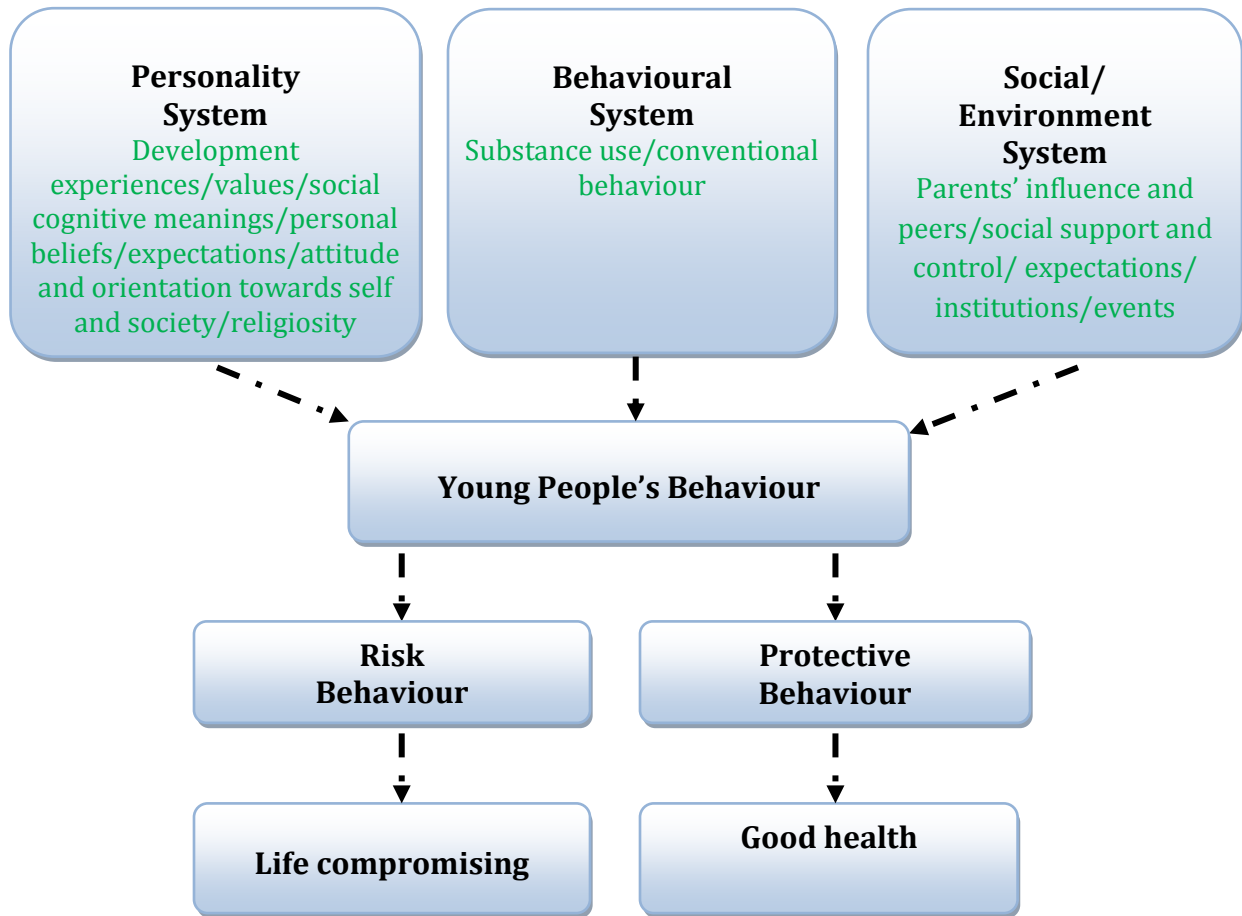 Personality
System
Development
experiences/values/social
cognitive meanings/personal
beliefs/expectations/attitude
and orientation towards self
and society/religiosity
Behavioural
System
Substance use/conventional
behaviour
Social/
Environment
System
Parents’ influence and
peers/social support and
control/ expectations/
institutions/events
Young People’s Behaviour
Risk
Behaviour
Protective
Behaviour
Life compromising
Good health